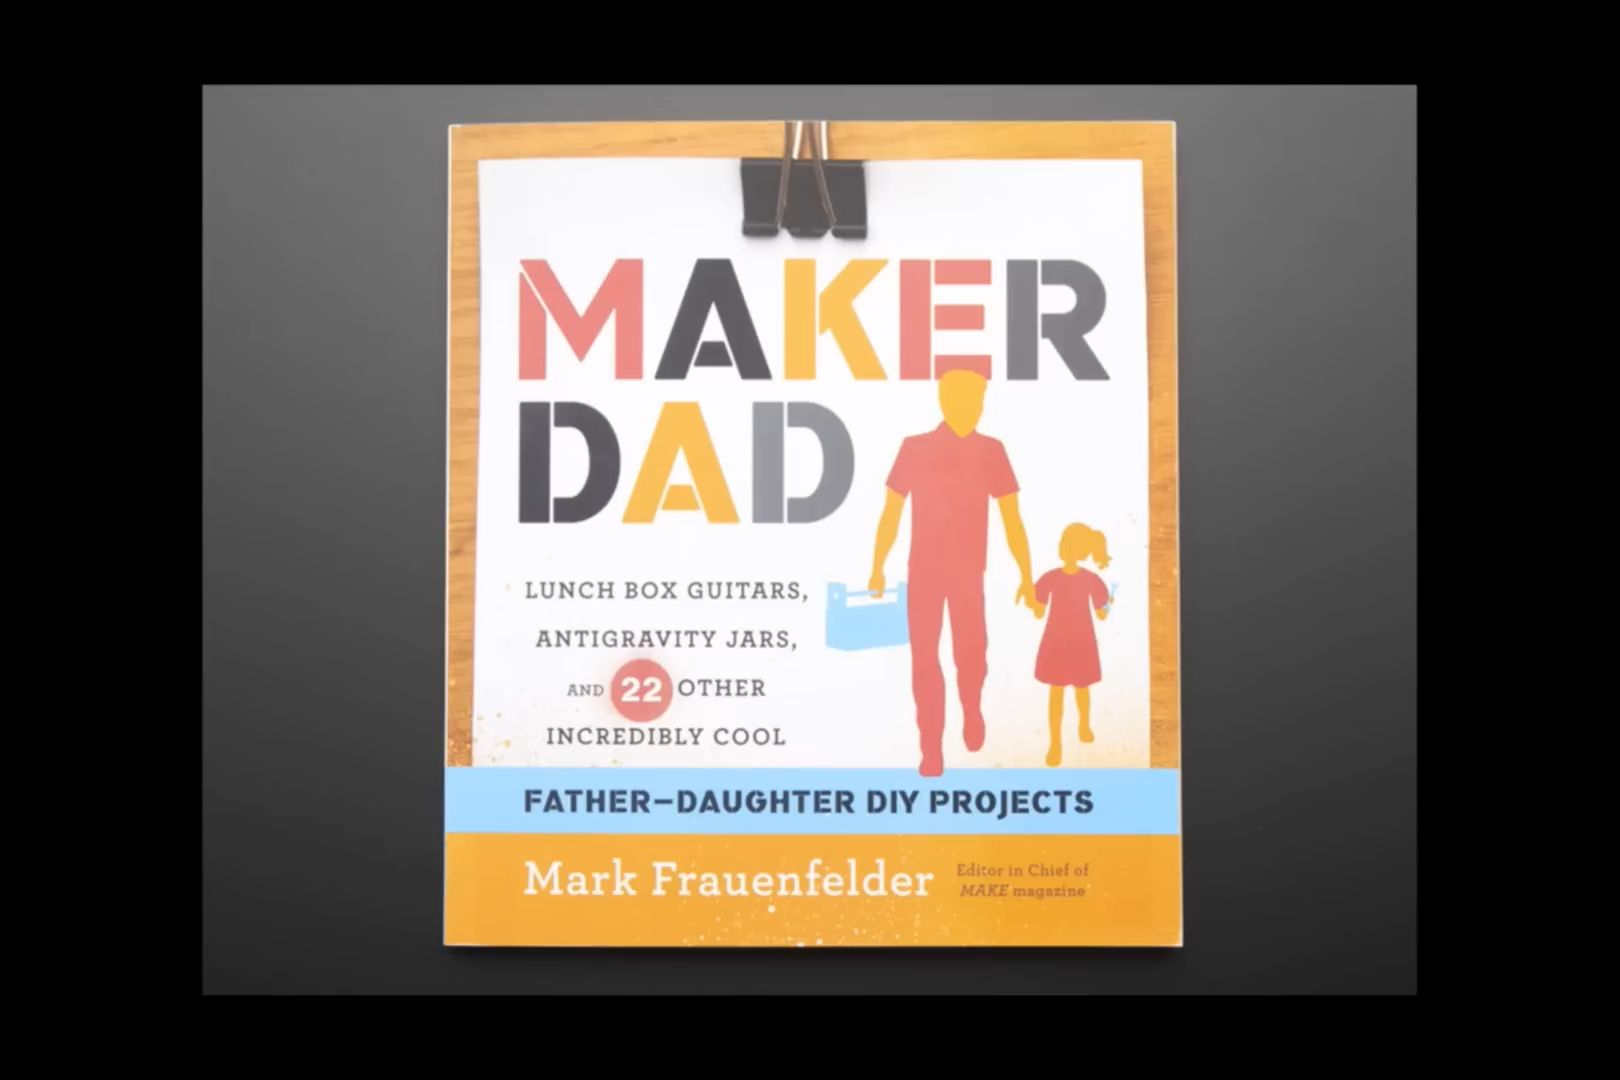 MAKER
DAD
LUNCH BOX GUITARS,
ANTIGRAVITY JARS,
AND 22 OTHER
INCREDIBLY COOL
FATHER–DAUGHTER DIY PROJECTS
Mark Frauenfelder
Editor in Chief of
MAKE magazine